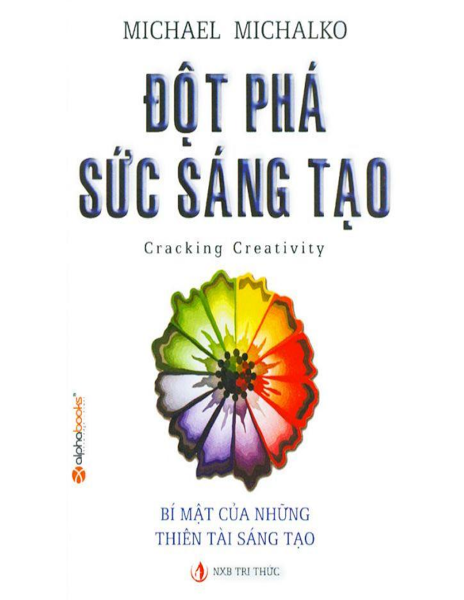 MICHAEL MICHALKO
ĐỘT PHÁ
SỨC SÁNG TẠO
Cracking Creativity
alphabooks
BÍ MẬT CỦA NHỮNG
THIÊN TÀI SÁNG TẠO
NXB TRI THỨC